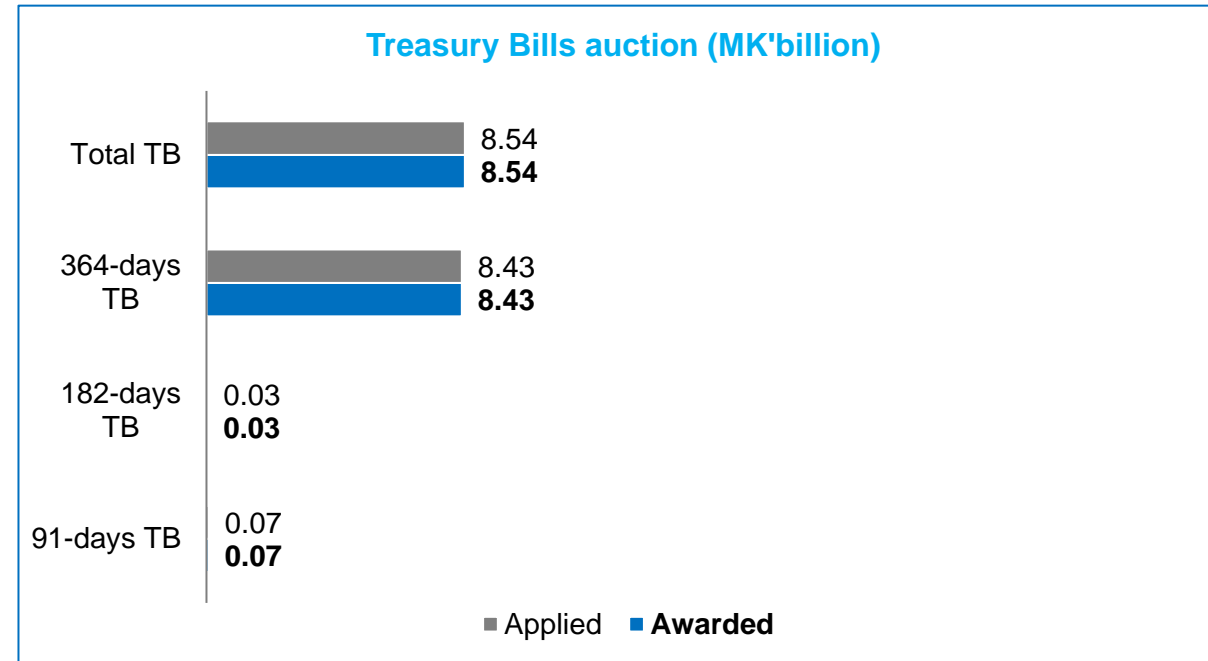 Treasury Bills auction (MK'billion)
Total TB
8.54
8.54
364-days
TB
8.43
8.43
182-days
TB
0.03
0.03
91-days TB
0.07
0.07
Applied Awarded